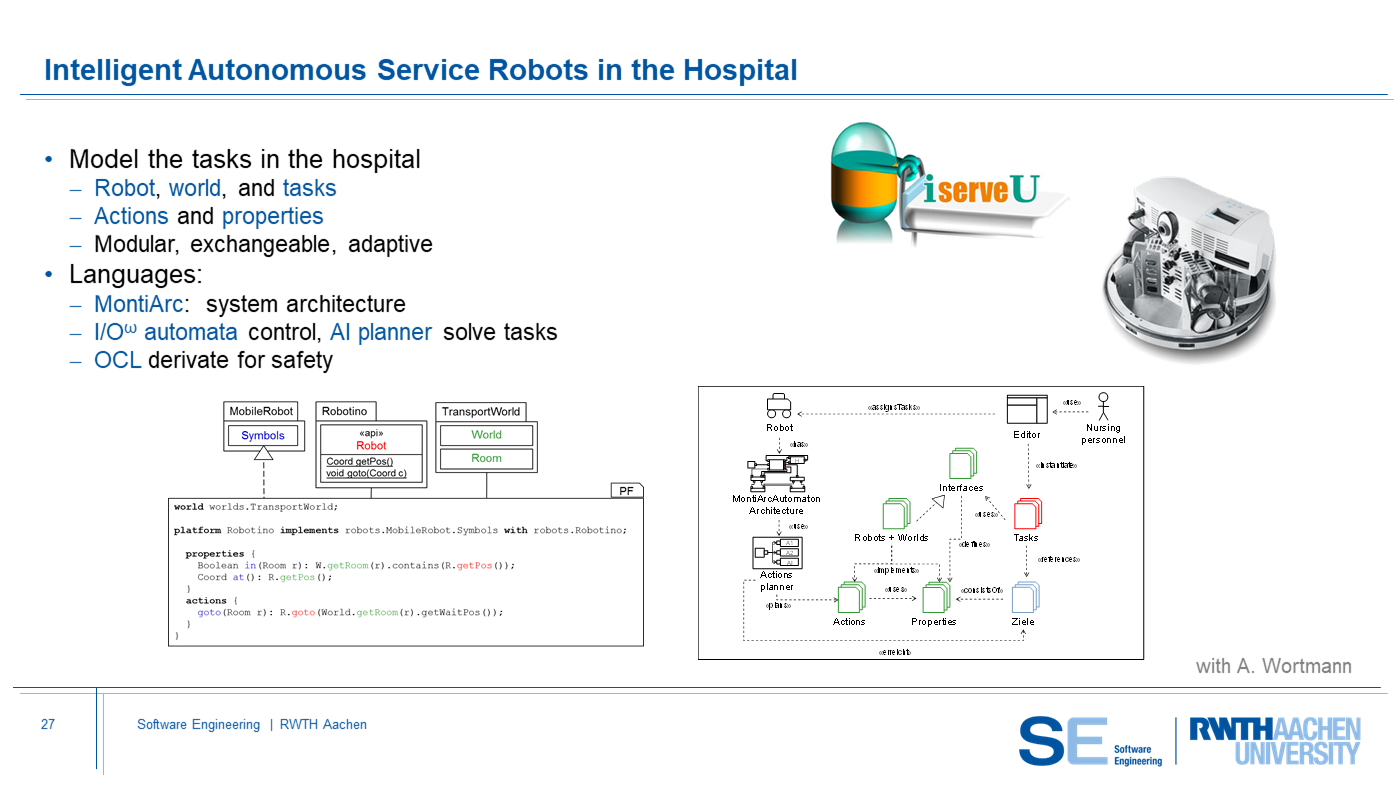 Intelligent Autonomous Service Robots in the Hospital
• Model the tasks in the hospital
– Robot, world, and tasks
– Actions and properties
– Modular, exchangeable, adaptive
• Languages:
– MontiArc: system architecture
– I/Oω automata control, AI planner solve tasks
– OCL derivate for safety
iserveU
MobileRobot
Symbols
Robotino
«api»
Robot
Coord getPos()
void goto(Coord c)
TransportWorld
World
Room
PF
world worlds.TransportWorld;
platform Robotino implements robots.MobileRobot.Symbols with robots.Robotino;
properties {
Boolean in(Room r): W.getRoom(r).contains(R.getPos());
Coord at(): R.getPos();
}
actions {
goto(Room r): R.goto(World.getRoom(r).getWaitPos());
}
}
Robot
«assignsTasks»
Editor
«use»
Nursing
personnel
«has»
«instantiate»
MontiArcAutomaton
Architecture
Interfaces
«use»
Robots + Worlds
«uses»
Tasks
«defines»
A1
A2
Actions
planner
«implements»
«references»
«plans»
«uses»
«consistsOf»
Actions
Properties
Ziele
«erreicht»
with A. Wortmann
27
Software Engineering | RWTH Aachen
SE Software
Engineering
RWTHAACHEN
UNIVERSITY